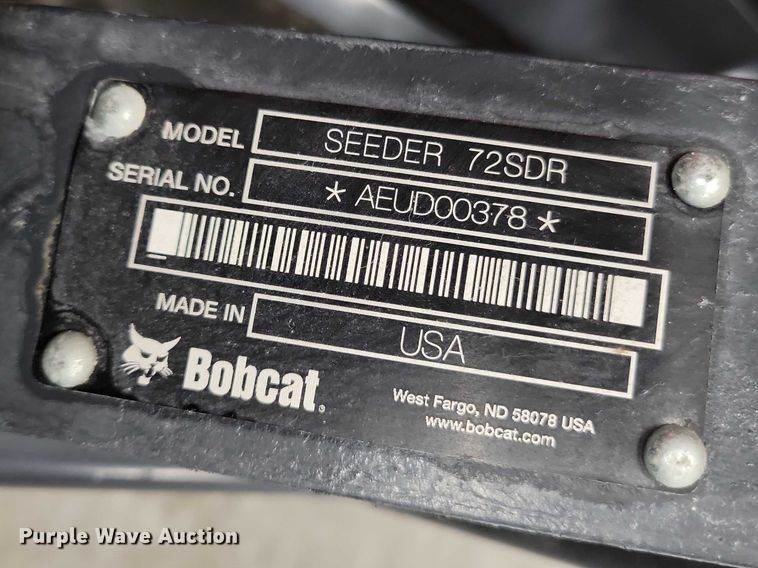 MODEL SEEDER 72SDR
SERIAL NO. *AEUD00378*
MADE IN USA
Bobcat®
West Fargo, ND 58078 USA
www.bobcat.com
Purple Wave Auction